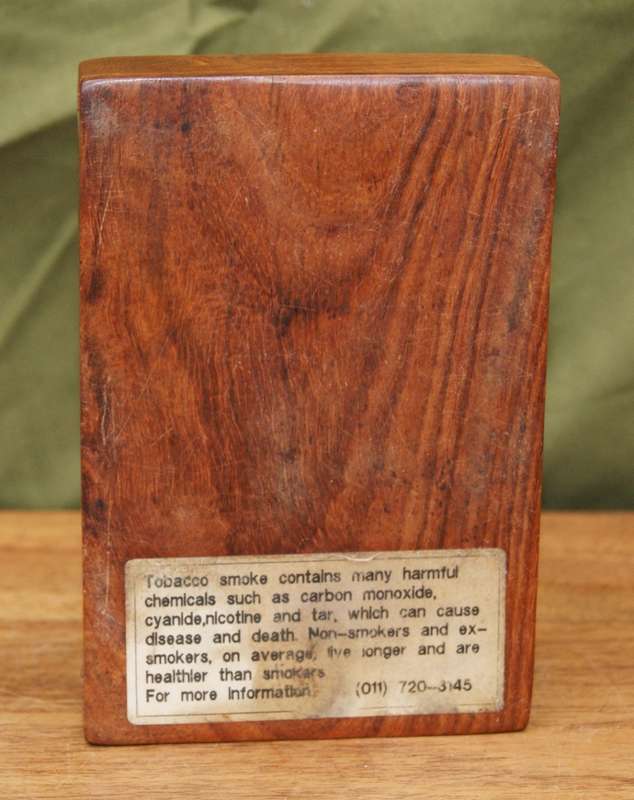 Tobacco smoke contains many harmful
chemicals such as carbon monoxide,
cyanide,nicotine and tar, which can cause
disease and death. Non-smokers and ex-
smokers, on average, live longer and are
healthier than smokers
For more information. (011) 720-3145